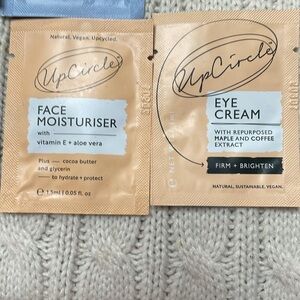 Natural. Vegan. Upcycled.
UpCircle
FACE
MOISTURISER
with
vitamin E + aloe vera
Plus cocoa butter
and glycerin
to hydrate + protect
1.5ml | 0.05 fl. oz
UpCircle
EYE
CREAM
WITH REPURPOSED
MAPLE AND COFFEE
EXTRACT
FIRM + BRIGHTEN
NATURAL, SUSTAINABLE, VEGAN.